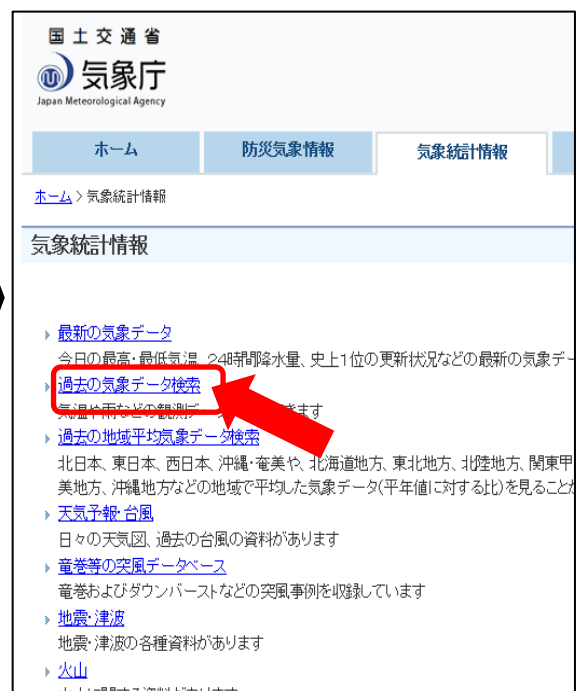 国土交通省
気象庁
Japan Meteorological Agency
ホーム
防災気象情報
気象統計情報
ホーム > 気象統計情報
気象統計情報
最新の気象データ
今日の最高・最低気温、24時間降水量、史上1位の更新状況などの最新の気象デー
過去の気象データ検索
気温や雨などの観測デ きます
過去の地域平均気象データ検索
北日本、東日本、西日本、沖縄・奄美や、北海道地方、東北地方、北陸地方、関東甲
美地方、沖縄地方などの地域で平均した気象データ(平年値に対する比)を見ること
天気予報・台風
日々の天気図、過去の台風の資料があります
竜巻等の突風データベース
竜巻およびダウンバーストなどの突風事例を収録しています
地震・津波
地震・津波の各種資料があります
火山